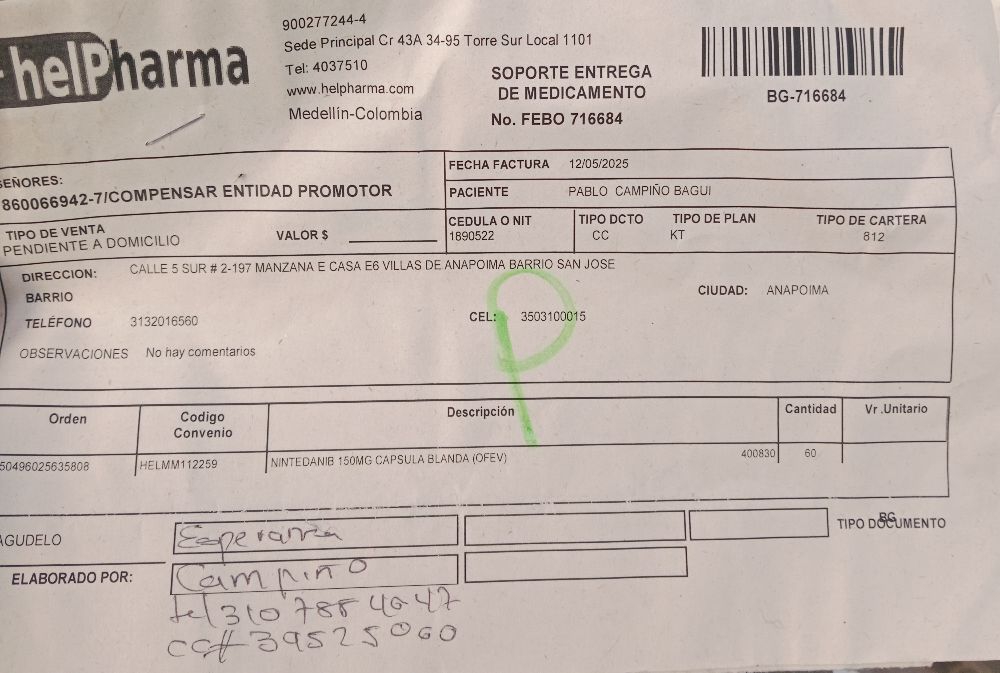 helPharma
900277244-4
Sede Principal Cr 43A 34-95 Torre Sur Local 1101
Tel: 4037510
www.helpharma.com
Medellín-Colombia
SOPORTE ENTREGA
DE MEDICAMENTO
No. FEBO 716684
BG-716684
SEÑORES:
860066942-7/COMPENSAR ENTIDAD PROMOTOR
FECHA FACTURA 12/05/2025
PACIENTE PABLO CAMPIÑO BAGUI
TIPO DE VENTA
PENDIENTE A DOMICILIO
VALOR $
CEDULA O NIT
1890522
TIPO DCTO
CC
TIPO DE PLAN
KT
TIPO DE CARTERA
812
DIRECCION: CALLE 5 SUR # 2-197 MANZANA E CASA E6 VILLAS DE ANAPOIMA BARRIO SAN JOSE
BARRIO
CIUDAD: ANAPOIMA
TELÉFONO 3132016560
CEL: 3503100015
OBSERVACIONES No hay comentarios
P
Orden Codigo Convenio Descripción Cantidad Vr .Unitario
50496025635808 HELMM112259 NINTEDANIB 150MG CAPSULA BLANDA (OFEV) 400830 60
AGUDELO
Esperanza
BG
TIPO DOCUMENTO
ELABORADO POR:
Campiño
tel 310 788 4047
CC# 39525060